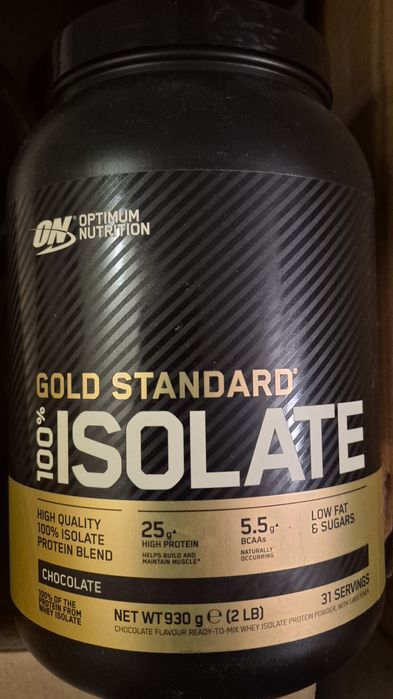 ON® OPTIMUM
NUTRITION
GOLD STANDARD®
100% ISOLATE
HIGH QUALITY
100% ISOLATE
PROTEIN BLEND
25g▲
HIGH PROTEIN
HELPS BUILD AND
MAINTAIN MUSCLE*
5.5g▲
BCAAs
NATURALLY
OCCURRING
LOW FAT
& SUGARS
CHOCOLATE
100% OF THE
PROTEIN FROM
WHEY ISOLATE
NET WT 930 g ℮ (2 LB)
31 SERVINGS
CHOCOLATE FLAVOUR READY-TO-MIX WHEY ISOLATE PROTEIN POWDER, WITH SWEETENER.